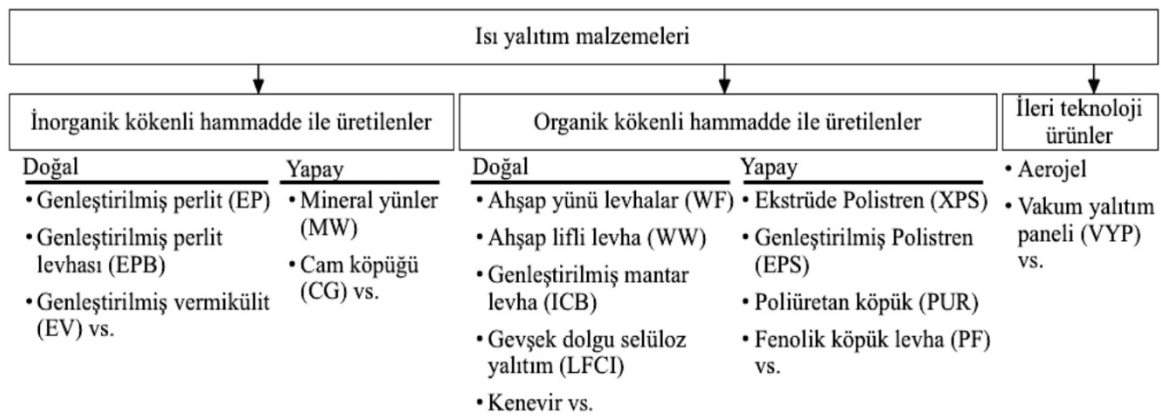 Isı yalıtım malzemeleri
İnorganik kökenli hammadde ile üretilenler
Doğal
• Genleştirilmiş perlit (EP)
• Genleştirilmiş perlit
levhası (EPB)
• Genleştirilmiş vermikülit
(EV) vs.
Yapay
• Mineral yünler
(MW)
• Cam köpüğü
(CG) vs.
Organik kökenli hammadde ile üretilenler
Doğal
• Ahşap yünü levhalar (WF)
• Ahşap lifli levha (WW)
• Genleştirilmiş mantar
levha (ICB)
• Gevşek dolgu selüloz
yalıtım (LFCI)
• Kenevir vs.
Yapay
• Ekstrüde Polistren (XPS)
• Genleştirilmiş Polistren
(EPS)
• Poliüretan köpük (PUR)
• Fenolik köpük levha (PF)
vs.
İleri teknoloji
ürünler
• Aerojel
• Vakum yalıtım
paneli (VYP)
vs.